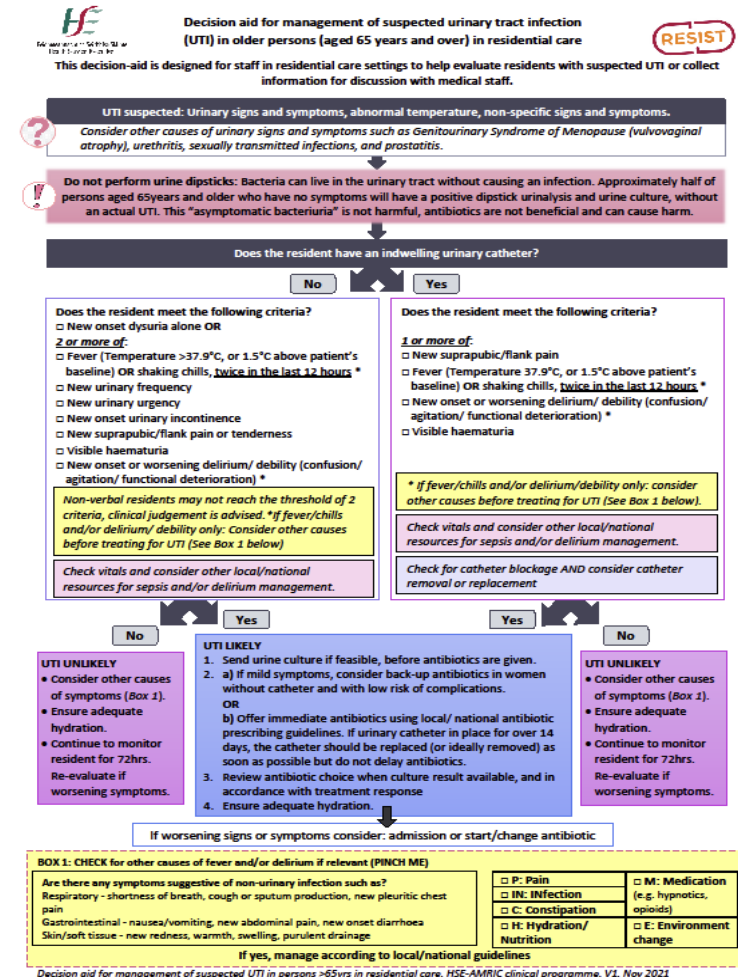 Decision aid for management of suspected urinary tract infection
(UTI) in older persons (aged 65 years and over) in residential care
RESIST
This decision-aid is designed for staff in residential care settings to help evaluate residents with suspected UTI or collect
information for discussion with medical staff.
UTI suspected: Urinary signs and symptoms, abnormal temperature, non-specific signs and symptoms.
?
Consider other causes of urinary signs and symptoms such as Genitourinary Syndrome of Menopause (vulvovaginal
atrophy), urethritis, sexually transmitted infections, and prostatitis.
!
Do not perform urine dipsticks: Bacteria can live in the urinary tract without causing an infection. Approximately half of
persons aged 65years and older who have no symptoms will have a positive dipstick urinalysis and urine culture, without
an actual UTI. This "asymptomatic bacteriuria" is not harmful, antibiotics are not beneficial and can cause harm.
Does the resident have an indwelling urinary catheter?
No
Yes
Does the resident meet the following criteria?
□ New onset dysuria alone OR
2 or more of:
□ Fever (Temperature >37.9°C, or 1.5°C above patient's
baseline) OR shaking chills, twice in the last 12 hours *
□ New urinary frequency
□ New urinary urgency
□ New onset urinary incontinence
□ New suprapubic/flank pain or tenderness
□ Visible haematuria
□ New onset or worsening delirium/ debility (confusion/
agitation/ functional deterioration) *
Non-verbal residents may not reach the threshold of 2
criteria, clinical judgement is advised.*If fever/chills
and/or delirium/ debility only: Consider other causes
before treating for UTI (See Box 1 below)
Check vitals and consider other local/national
resources for sepsis and/or delirium management.
Does the resident meet the following criteria?
1 or more of:
□ New suprapubic/flank pain
□ Fever (Temperature 37.9°C, or 1.5°C above patient's
baseline) OR shaking chills, twice in the last 12 hours *
□ New onset or worsening delirium/ debility (confusion/
agitation/ functional deterioration) *
□ Visible haematuria
* If fever/chills and/or delirium/debility only: consider
other causes before treating for UTI (See Box 1 below).
Check vitals and consider other local/national
resources for sepsis and/or delirium management.
Check for catheter blockage AND consider catheter
removal or replacement
No
Yes
Yes
No
UTI UNLIKELY
• Consider other causes
of symptoms (Box 1).
• Ensure adequate
hydration.
• Continue to monitor
resident for 72hrs.
Re-evaluate if
worsening symptoms.
UTI LIKELY
1. Send urine culture if feasible, before antibiotics are given.
2. a) If mild symptoms, consider back-up antibiotics in women
without catheter and with low risk of complications.
OR
b) Offer immediate antibiotics using local/ national antibiotic
prescribing guidelines. If urinary catheter in place for over 14
days, the catheter should be replaced (or ideally removed) as
soon as possible but do not delay antibiotics.
3. Review antibiotic choice when culture result available, and in
accordance with treatment response
4. Ensure adequate hydration.
UTI UNLIKELY
• Consider other causes
of symptoms (Box 1).
• Ensure adequate
hydration.
• Continue to monitor
resident for 72hrs.
Re-evaluate if
worsening symptoms.
If worsening signs or symptoms consider: admission or start/change antibiotic
BOX 1: CHECK for other causes of fever and/or delirium if relevant (PINCH ME)
Are there any symptoms suggestive of non-urinary infection such as?
Respiratory - shortness of breath, cough or sputum production, new pleuritic chest
pain
Gastrointestinal - nausea/vomiting, new abdominal pain, new onset diarrhoea
Skin/soft tissue - new redness, warmth, swelling, purulent drainage
□ P: Pain
□ IN: INfection
□ C: Constipation
□ H: Hydration/
Nutrition
□ M: Medication
(e.g. hypnotics,
opioids)
□ E: Environment
change
If yes, manage according to local/national guidelines
Decision aid for management of suspected UTI in persons >65yrs in residential care. HSE-AMRIC clinical programme. V1. Nov 2021